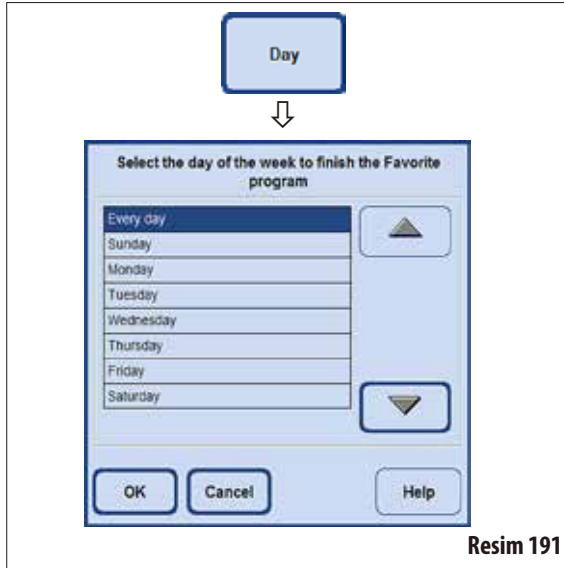 Day
Select the day of the week to finish the Favorite
program
Every day
Sunday
Monday
Tuesday
Wednesday
Thursday
Friday
Saturday
OK
Cancel
Help
Resim 191